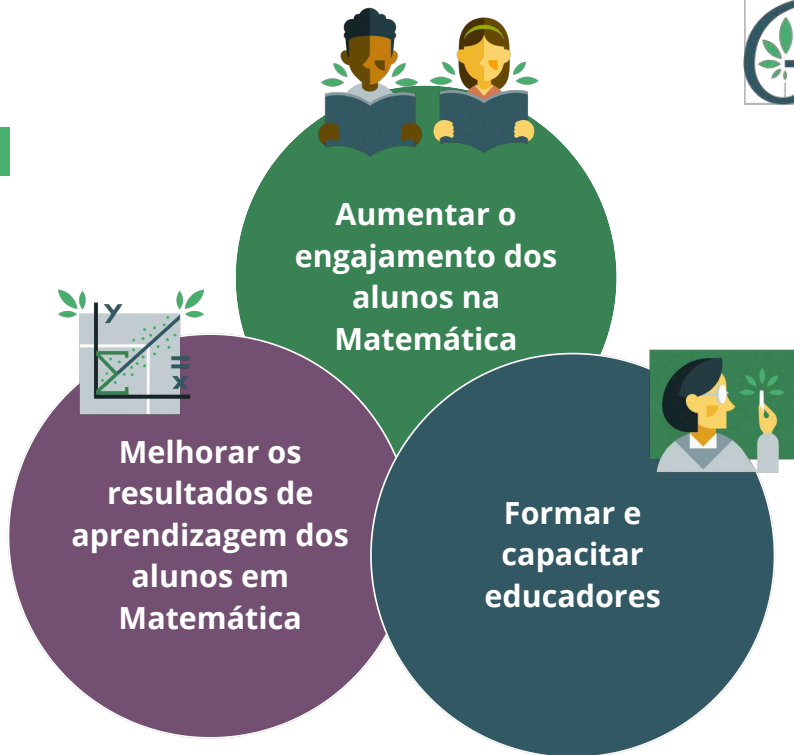 Aumentar o
engajamento dos
alunos na
Matemática
y
=
x
Melhorar os
resultados de
aprendizagem dos
alunos em
Matemática
Formar e
capacitar
educadores